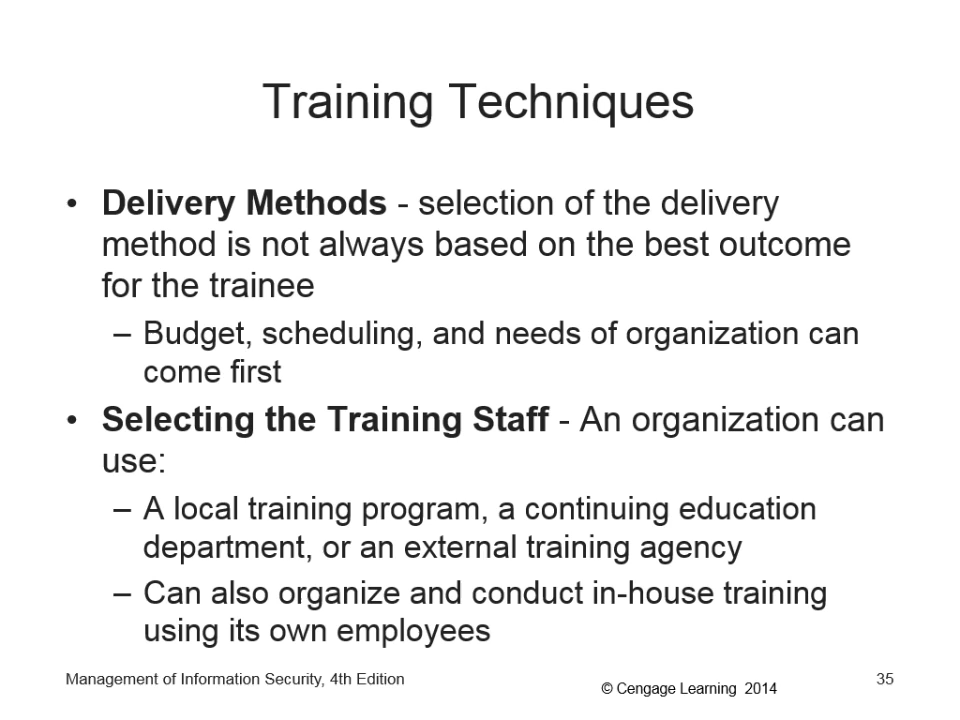 Training Techniques
• Delivery Methods - selection of the delivery
method is not always based on the best outcome
for the trainee
– Budget, scheduling, and needs of organization can
come first
• Selecting the Training Staff - An organization can
use:
– A local training program, a continuing education
department, or an external training agency
– Can also organize and conduct in-house training
using its own employees
Management of Information Security, 4th Edition
© Cengage Learning 2014
35